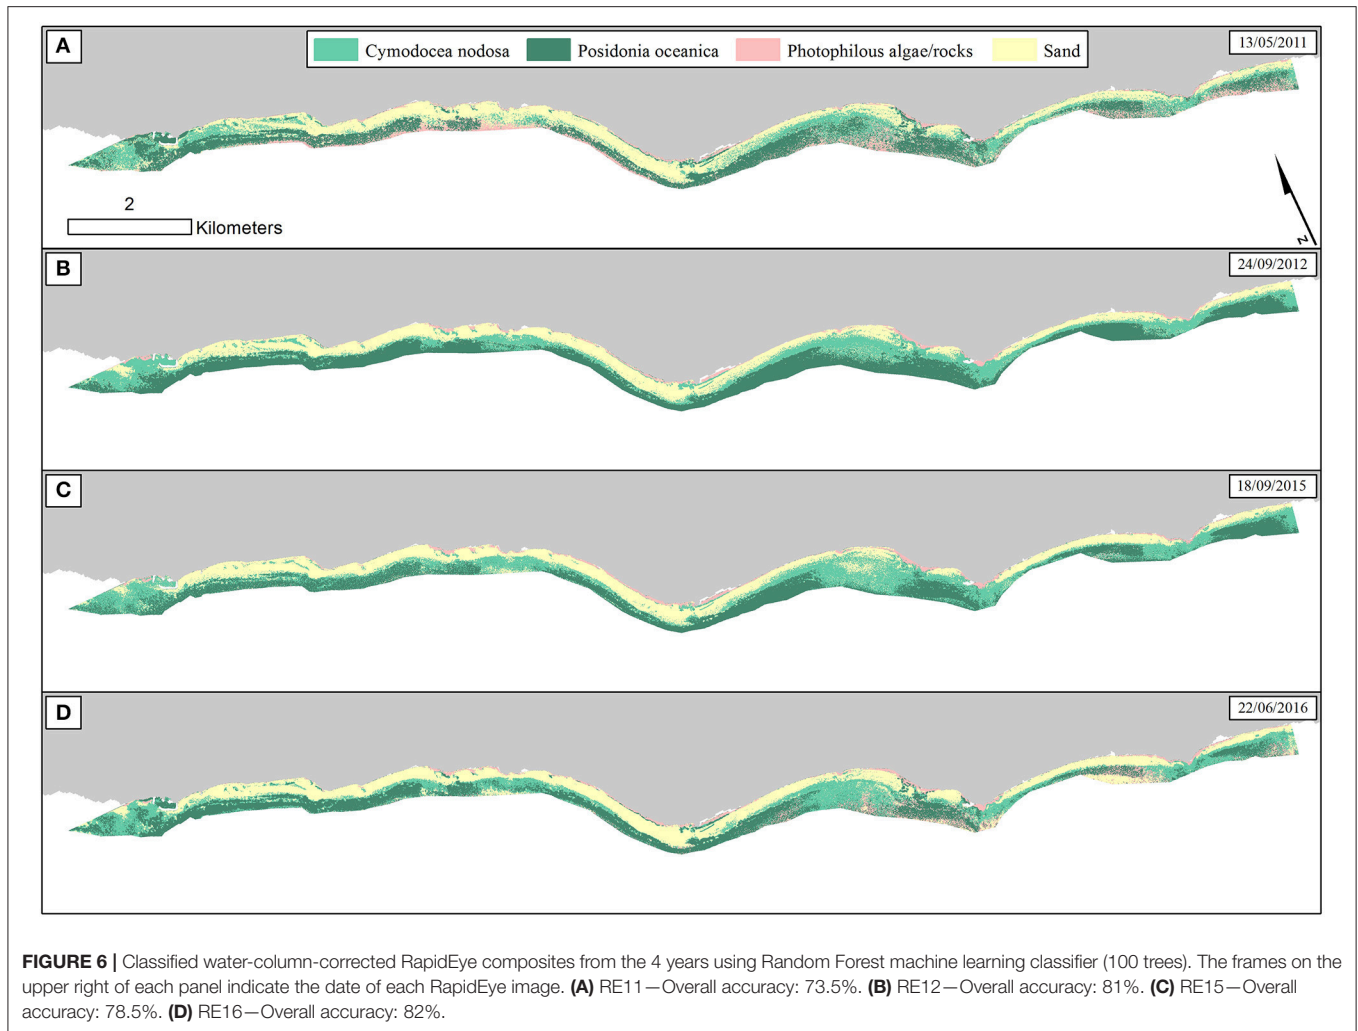 A
Cymodocea nodosa Posidonia oceanica Photophilous algae/rocks Sand
13/05/2011
2
Kilometers
N
B
24/09/2012
C
18/09/2015
D
22/06/2016
FIGURE 6 | Classified water-column-corrected RapidEye composites from the 4 years using Random Forest machine learning classifier (100 trees). The frames on the
upper right of each panel indicate the date of each RapidEye image. (A) RE11—Overall accuracy: 73.5%. (B) RE12—Overall accuracy: 81%. (C) RE15—Overall
accuracy: 78.5%. (D) RE16—Overall accuracy: 82%.